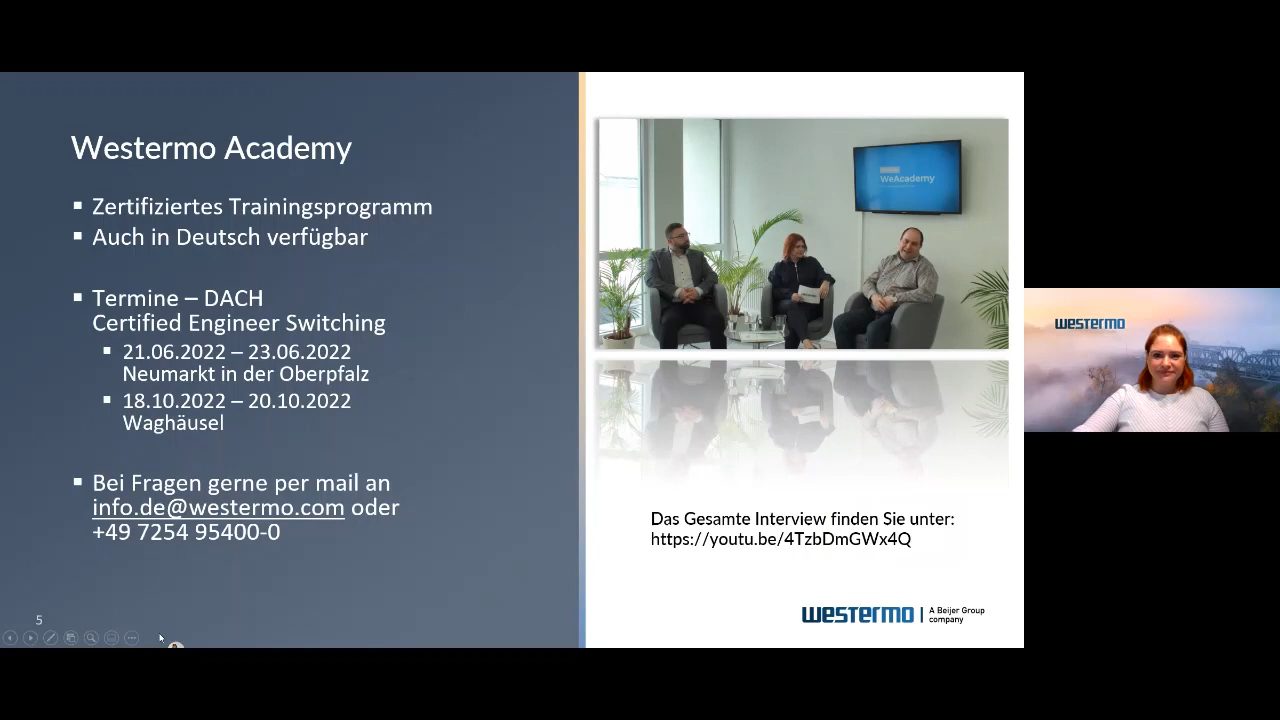 Westermo Academy
▪ Zertifiziertes Trainingsprogramm
▪ Auch in Deutsch verfügbar
▪ Termine – DACH
Certified Engineer Switching
▪ 21.06.2022 – 23.06.2022
Neumarkt in der Oberpfalz
▪ 18.10.2022 – 20.10.2022
Waghäusel
▪ Bei Fragen gerne per mail an
info.de@westermo.com oder
+49 7254 95400-0
5
WeAcademy
Das Gesamte Interview finden Sie unter:
https://youtu.be/4TzbDmGWx4Q
westermo | A Beijer Group
company
westermo